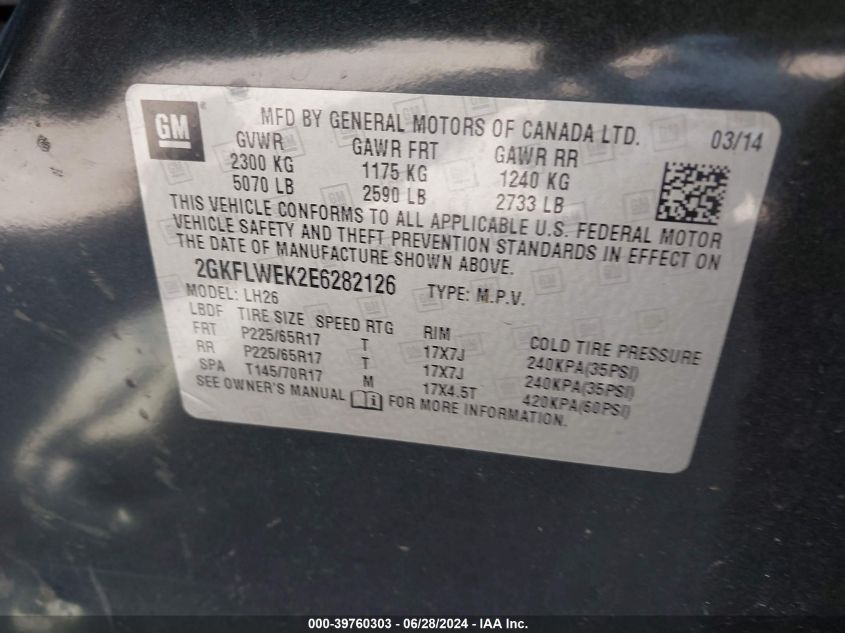 GM ®
MFD BY GENERAL MOTORS OF CANADA LTD. 03/14
GVWR GAWR FRT GAWR RR
2300 KG 1175 KG 1240 KG
5070 LB 2590 LB 2733 LB
THIS VEHICLE CONFORMS TO ALL APPLICABLE U.S. FEDERAL MOTOR
VEHICLE SAFETY AND THEFT PREVENTION STANDARDS IN EFFECT ON
THE DATE OF MANUFACTURE SHOWN ABOVE.
2GKFLWEK2E6282126 TYPE: M.P.V.
MODEL: LH26
LBDF TIRE SIZE SPEED RTG RIM COLD TIRE PRESSURE
FRT P225/65R17 T 17X7J 240KPA(35PSI)
RR P225/65R17 T 17X7J 240KPA(35PSI)
SPA T145/70R17 M 17X4.5T 420KPA(60PSI)
SEE OWNER'S MANUAL FOR MORE INFORMATION.
000-39760303 - 06/28/2024 - IAA Inc.